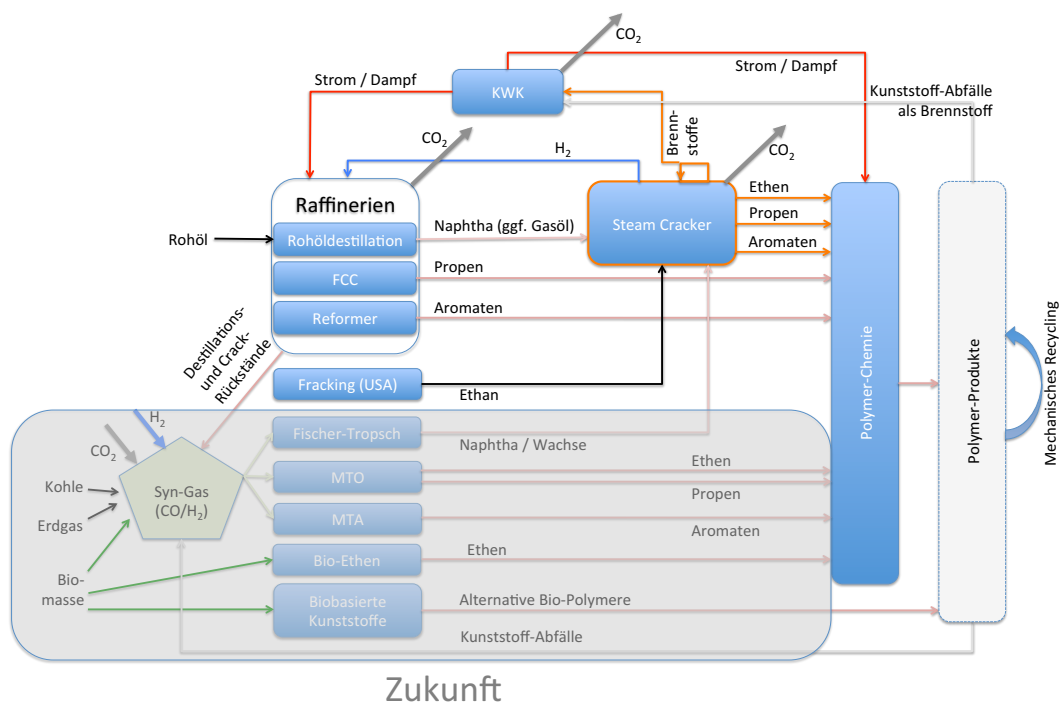 CO₂
Strom / Dampf
KWK
Strom / Dampf
Kunststoff-Abfälle
als Brennstoff
CO₂
H₂
Brenn-
stoffe
CO₂
Raffinerien
Rohöl
Rohöldestillation
Naphtha (ggf. Gasöl)
Steam Cracker
Ethen
Propen
Aromaten
FCC
Propen
Reformer
Aromaten
Destillations-
und Crack-
Rückstände
Fracking (USA)
Ethan
Polymer-Chemie
Polymer-Produkte
Mechanisches Recycling
H₂
CO₂
Kohle
Erdgas
Bio-
masse
Syn-Gas
(CO/H₂)
Fischer-Tropsch
Naphtha / Wachse
MTO
Ethen
Propen
MTA
Aromaten
Bio-Ethen
Ethen
Biobasierte
Kunststoffe
Alternative Bio-Polymere
Kunststoff-Abfälle
Zukunft